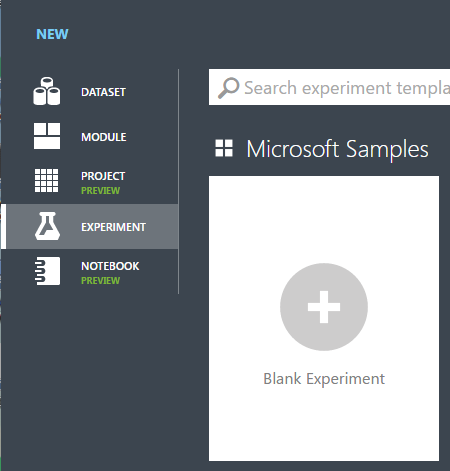 NEW
DATASET
MODULE
PROJECT
PREVIEW
EXPERIMENT
NOTEBOOK
PREVIEW
Search experiment templa
Microsoft Samples
Blank Experiment